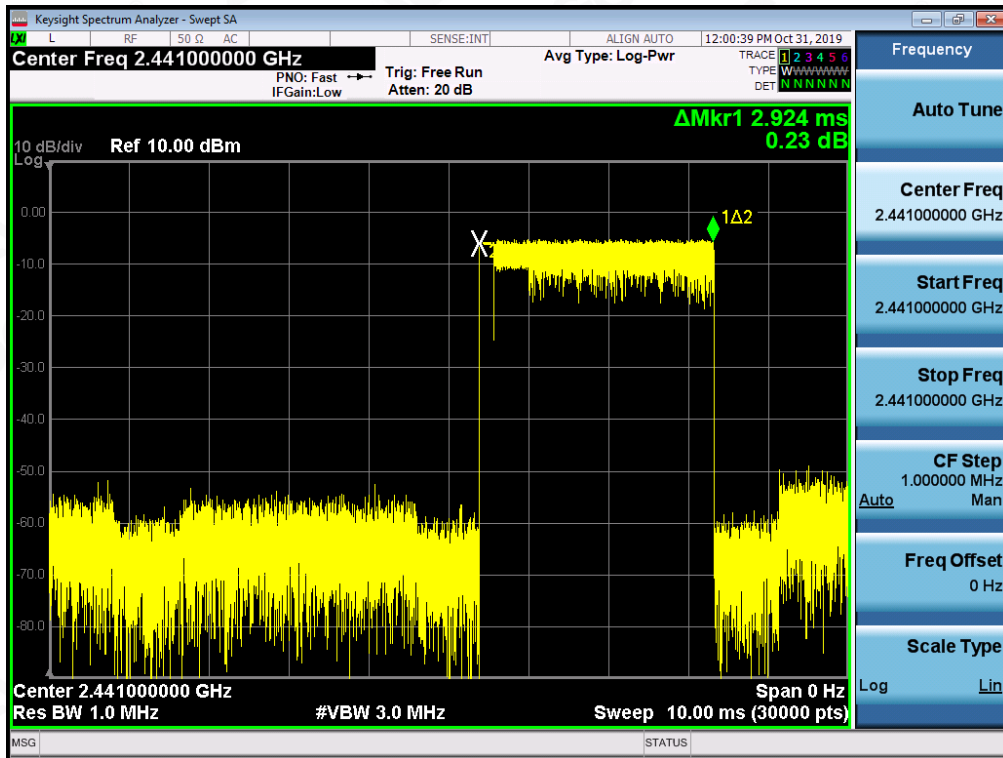 Keysight Spectrum Analyzer - Swept SA
LXI L RF 50 Ω AC SENSE:INT ALIGN AUTO 12:00:39 PM Oct 31, 2019
Center Freq 2.441000000 GHz
PNO: Fast
IFGain:Low
Trig: Free Run
Atten: 20 dB
Avg Type: Log-Pwr
TRACE 1 2 3 4 5 6
TYPE WWWWWW
DET N N N N N N
ΔMkr1 2.924 ms
0.23 dB
10 dB/div Ref 10.00 dBm
Log
0.00
-10.0
-20.0
-30.0
-40.0
-50.0
-60.0
-70.0
-80.0
1Δ2
Center 2.441000000 GHz Span 0 Hz
Res BW 1.0 MHz #VBW 3.0 MHz Sweep 10.00 ms (30000 pts)
MSG STATUS
Frequency
Auto Tune
Center Freq
2.441000000 GHz
Start Freq
2.441000000 GHz
Stop Freq
2.441000000 GHz
CF Step
1.000000 MHz
Auto Man
Freq Offset
0 Hz
Scale Type
Log Lin